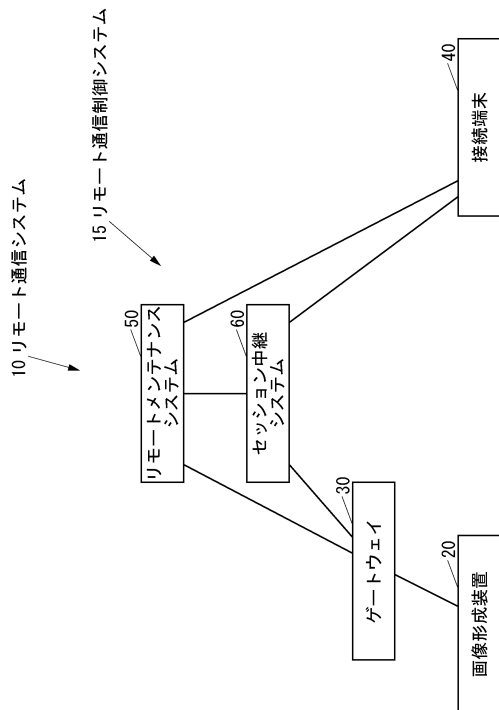 10 リモート通信システム
15 リモート通信制御システム
50
リモートメンテナンス
システム
60
セッション中継
システム
30
ゲートウェイ
20
画像形成装置
40
接続端末